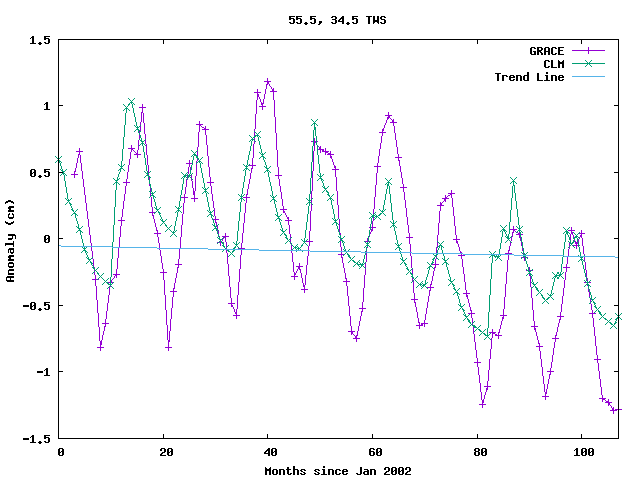 55.5, 34.5 TWS
GRACE
CLM
Trend Line
1.5
1
0.5
0
-0.5
-1
-1.5
Anomaly (cm)
0 20 40 60 80 100
Months since Jan 2002